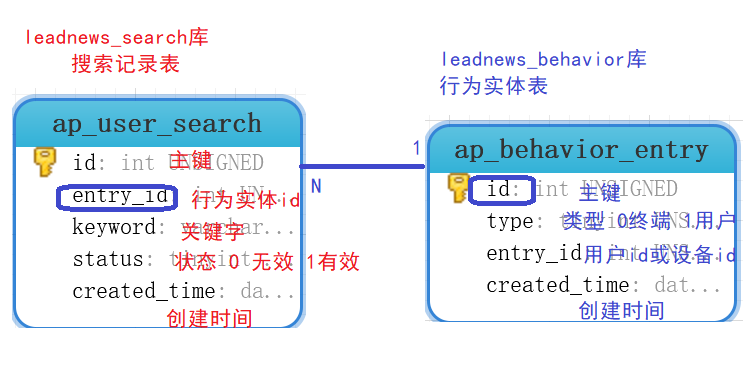 leadnews_search库
搜索记录表
ap_user_search
id: int UNSIGNED
主键
entry_id
行为实体id
keyword: varchar...
关键字
status: tinyint...
状态 0 无效 1有效
created_time: da...
创建时间
N
1
leadnews_behavior库
行为实体表
ap_behavior_entry
id: int UNSIGNED
主键
type: tinyint UNS...
类型 0终端 1用户
entry_id: int UNS...
用户id或设备id
created_time: dat...
创建时间